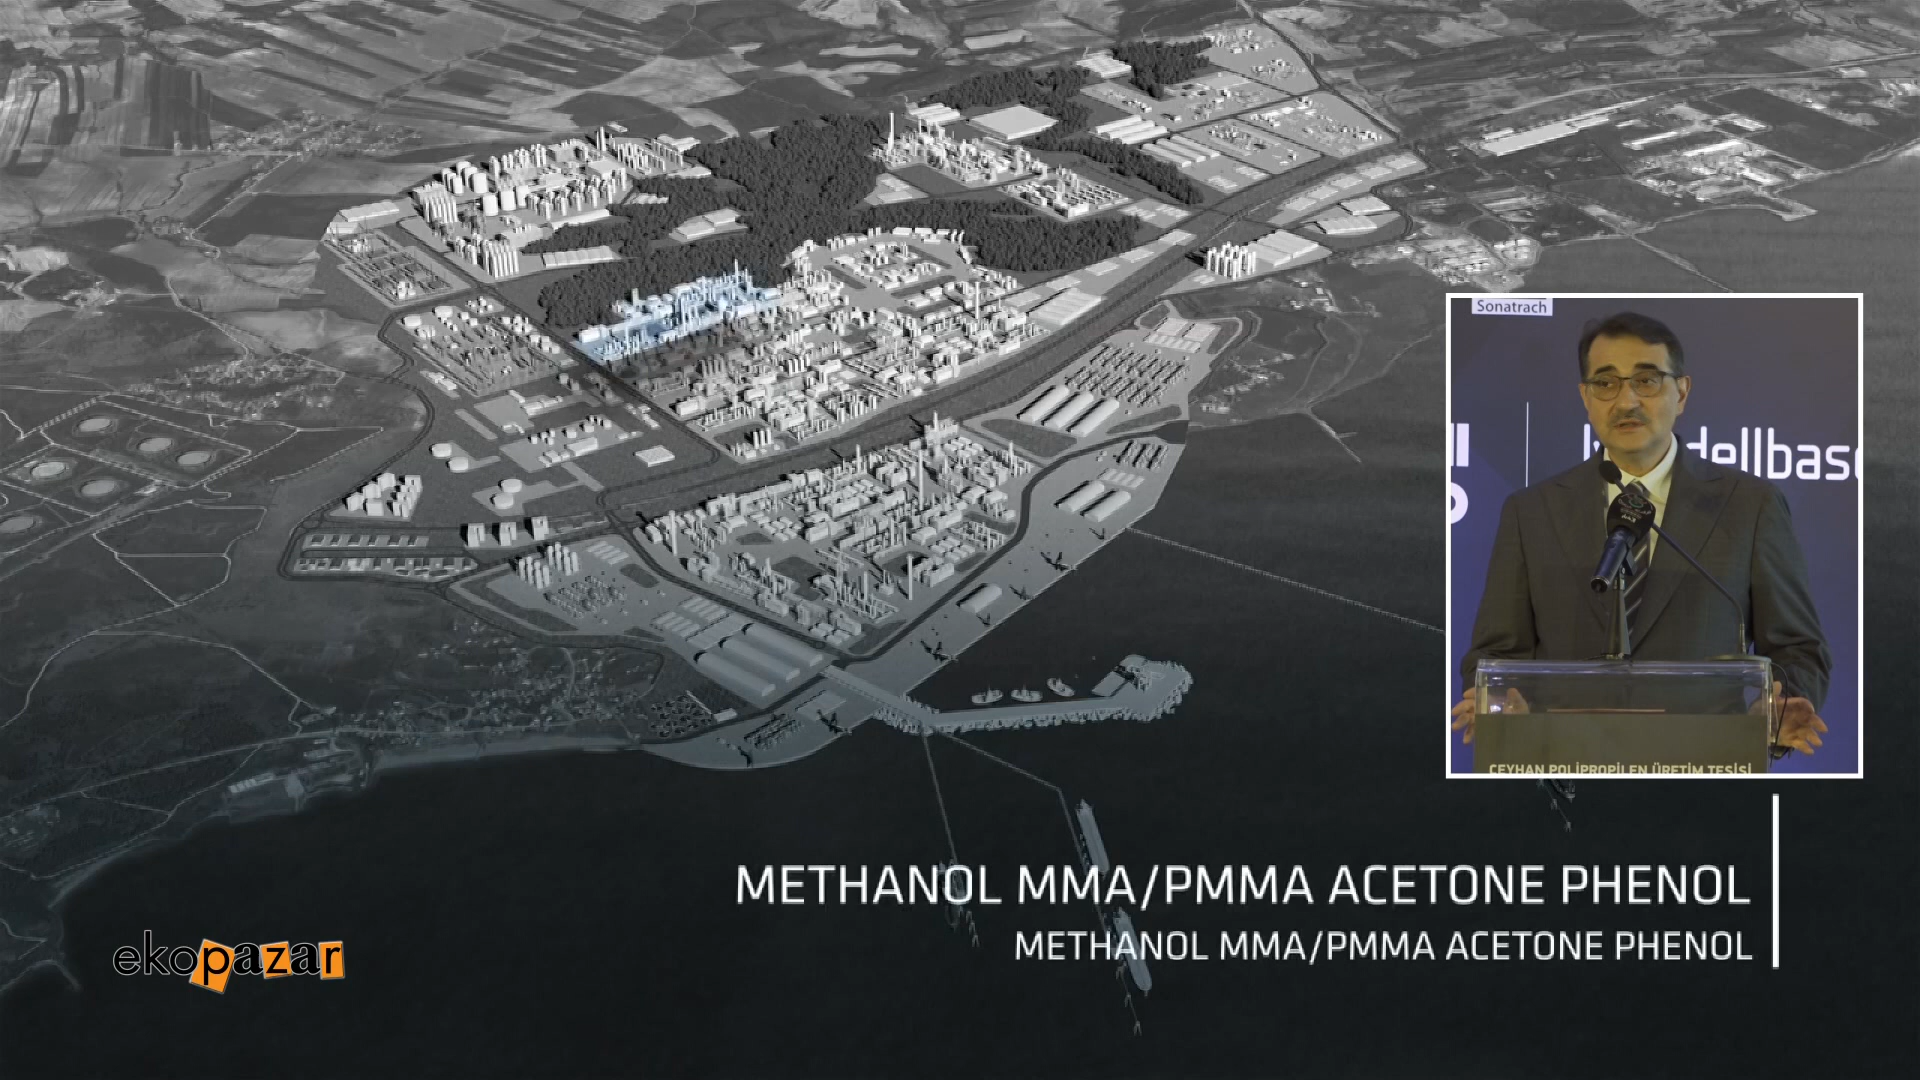 Sonatrach
dellbas
CEYHAN POLİPROPİLEN ÜRETİM TESİSİ
METHANOL MMA/PMMA ACETONE PHENOL
METHANOL MMA/PMMA ACETONE PHENOL
ekopazar